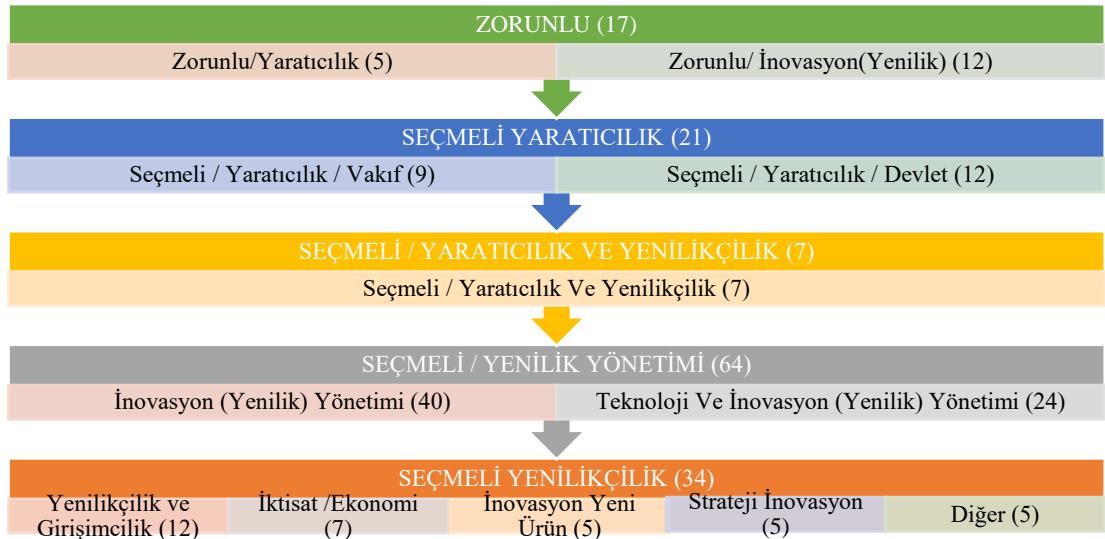 ZORUNLU (17)
Zorunlu/Yaratıcılık (5)
Zorunlu/ İnovasyon(Yenilik) (12)
SEÇMELİ YARATICILIK (21)
Seçmeli / Yaratıcılık / Vakıf (9)
Seçmeli / Yaratıcılık / Devlet (12)
SEÇMELİ / YARATICILIK VE YENİLİKÇİLİK (7)
Seçmeli / Yaratıcılık Ve Yenilikçilik (7)
SEÇMELİ / YENİLİK YÖNETİMİ (64)
İnovasyon (Yenilik) Yönetimi (40)
Teknoloji Ve İnovasyon (Yenilik) Yönetimi (24)
SEÇMELİ YENİLİKÇİLİK (34)
Yenilikçilik ve
Girişimcilik (12)
İktisat /Ekonomi
(7)
İnovasyon Yeni
Ürün (5)
Strateji İnovasyon
(5)
Diğer (5)